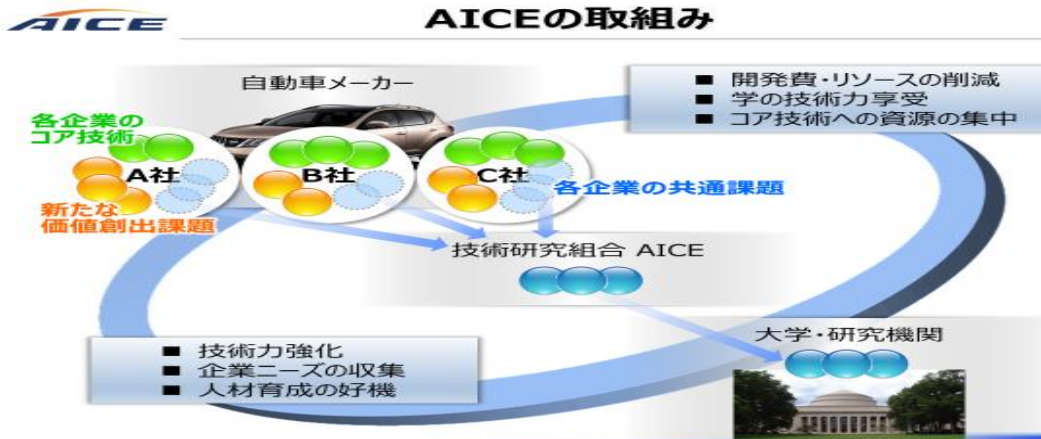 AICE
AICEの取組み
自動車メーカー
■ 開発費・リソースの削減
■ 学の技術力享受
■ コア技術への資源の集中
各企業の
コア技術
A社
B社
C社
各企業の共通課題
新たな
価値創出課題
技術研究組合 AICE
大学・研究機関
■ 技術力強化
■ 企業ニーズの収集
■ 人材育成の好機